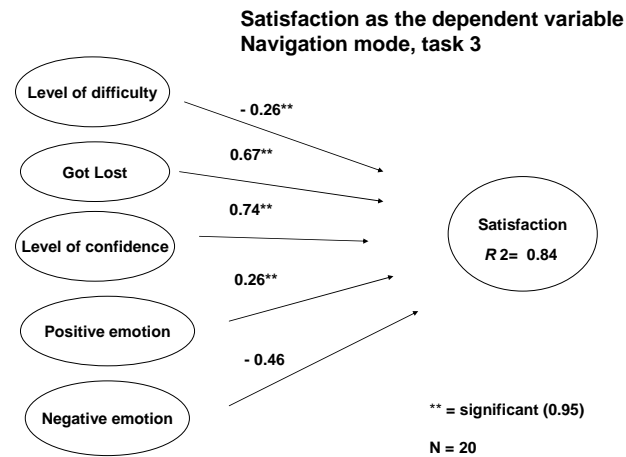 Satisfaction as the dependent variable
Navigation mode, task 3
Level of difficulty
- 0.26**
Got Lost
0.67**
Level of confidence
0.74**
Satisfaction
R 2= 0.84
0.26**
Positive emotion
- 0.46
Negative emotion
** = significant (0.95)
N = 20